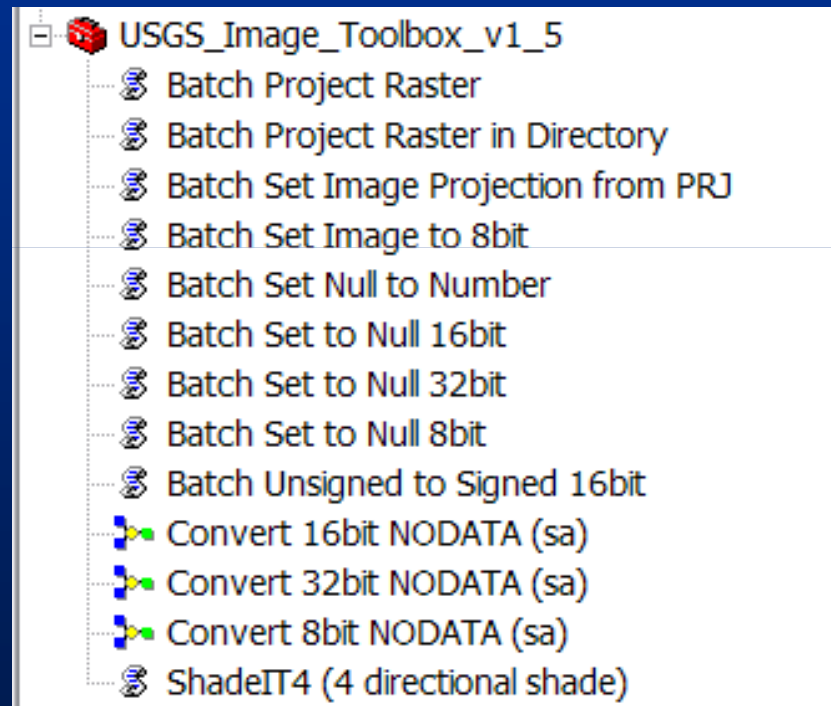 USGS_Image_Toolbox_v1_5
Batch Project Raster
Batch Project Raster in Directory
Batch Set Image Projection from PRJ
Batch Set Image to 8bit
Batch Set Null to Number
Batch Set to Null 16bit
Batch Set to Null 32bit
Batch Set to Null 8bit
Batch Unsigned to Signed 16bit
Convert 16bit NODATA (sa)
Convert 32bit NODATA (sa)
Convert 8bit NODATA (sa)
ShadeIT4 (4 directional shade)